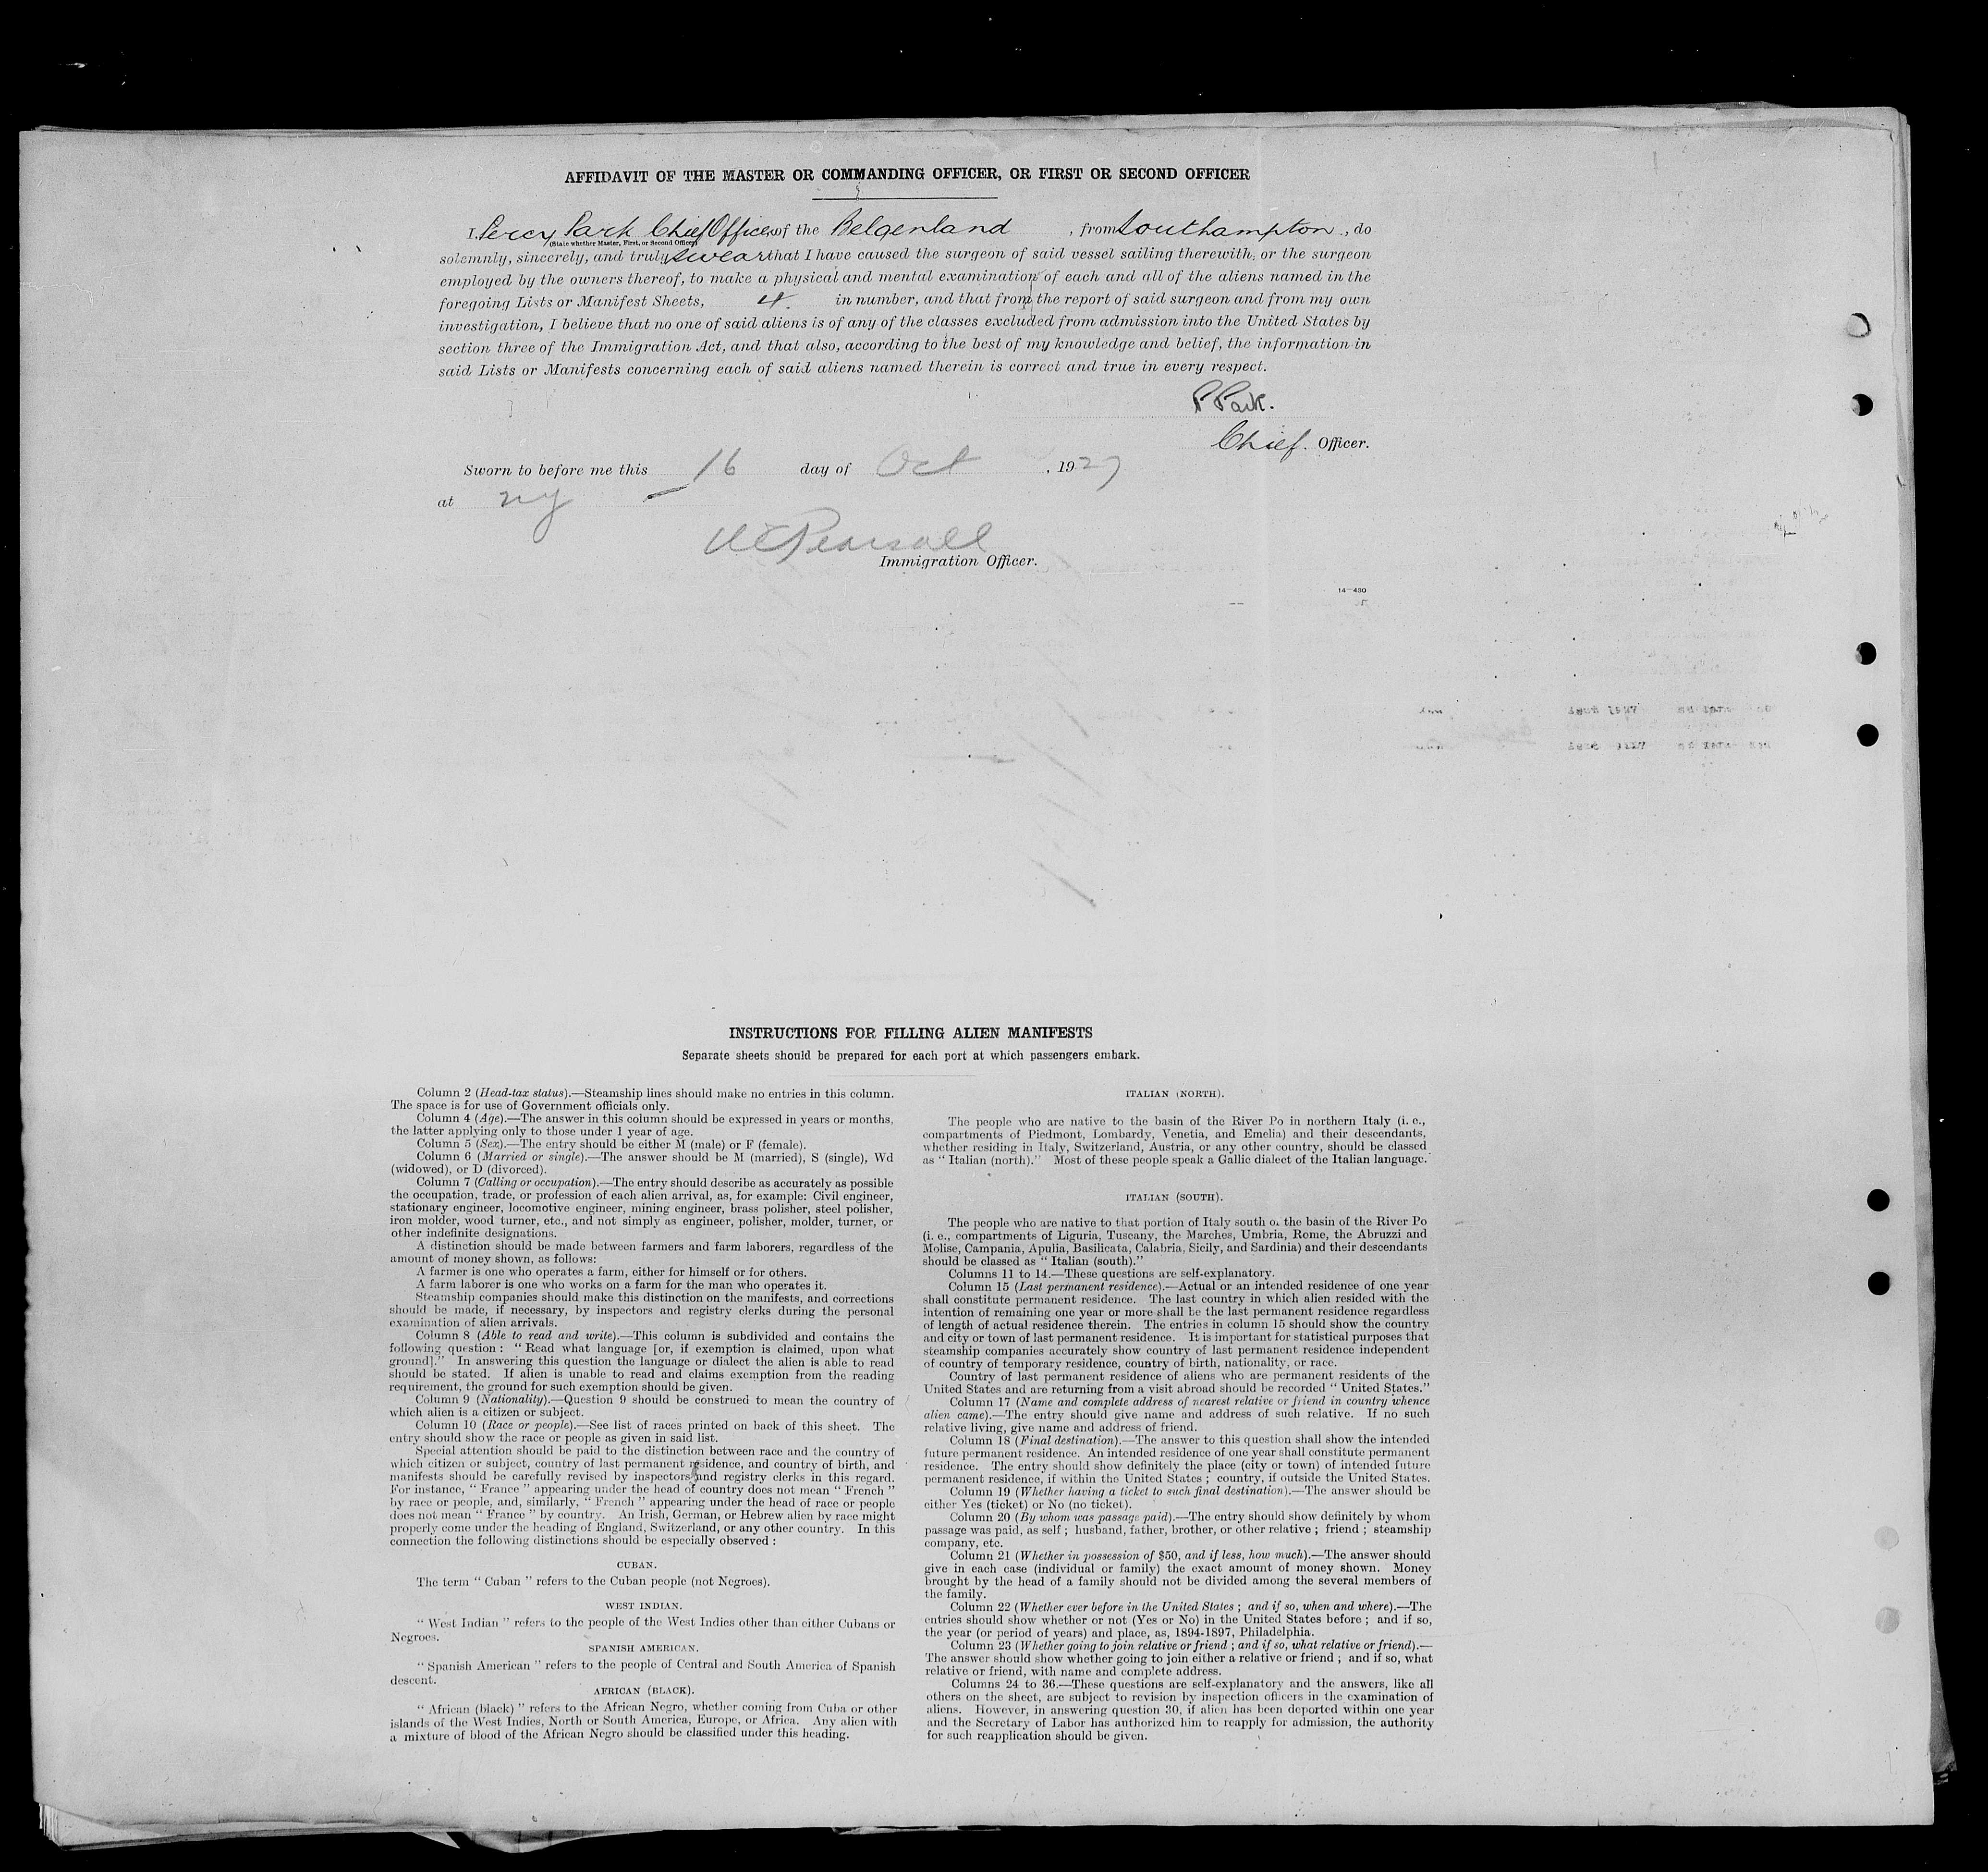 AFFIDAVIT OF THE MASTER OR COMMANDING OFFICER, OR FIRST OR SECOND OFFICER
I, Percy Park Chief Officer of the Belgenland, from Southampton, do
(State whether Master, First, or Second Officer)
solemnly, sincerely, and truly swear that I have caused the surgeon of said vessel sailing therewith, or the surgeon
employed by the owners thereof, to make a physical and mental examination of each and all of the aliens named in the
foregoing Lists or Manifest Sheets, 4 in number, and that from the report of said surgeon and from my own
investigation, I believe that no one of said aliens is of any of the classes excluded from admission into the United States by
section three of the Immigration Act, and that also, according to the best of my knowledge and belief, the information in
said Lists or Manifests concerning each of said aliens named therein is correct and true in every respect.
P Park.
Chief. Officer.
Sworn to before me this 16 day of Oct, 1927
at ny
Pearsall
Immigration Officer.
14—430
INSTRUCTIONS FOR FILLING ALIEN MANIFESTS
Separate sheets should be prepared for each port at which passengers embark.
Column 2 (Head-tax status).—Steamship lines should make no entries in this column.
The space is for use of Government officials only.
Column 4 (Age).—The answer in this column should be expressed in years or months,
the latter applying only to those under 1 year of age.
Column 5 (Sex).—The entry should be either M (male) or F (female).
Column 6 (Married or single).—The answer should be M (married), S (single), Wd
(widowed), or D (divorced).
Column 7 (Calling or occupation).—The entry should describe as accurately as possible
the occupation, trade, or profession of each alien arrival, as, for example: Civil engineer,
stationary engineer, locomotive engineer, mining engineer, brass polisher, steel polisher,
iron molder, wood turner, etc., and not simply as engineer, polisher, molder, turner, or
other indefinite designations.
A distinction should be made between farmers and farm laborers, regardless of the
amount of money shown, as follows:
A farmer is one who operates a farm, either for himself or for others.
A farm laborer is one who works on a farm for the man who operates it.
Steamship companies should make this distinction on the manifests, and corrections
should be made, if necessary, by inspectors and registry clerks during the personal
examination of alien arrivals.
Column 8 (Able to read and write).—This column is subdivided and contains the
following question : " Read what language [or, if exemption is claimed, upon what
ground]." In answering this question the language or dialect the alien is able to read
should be stated. If alien is unable to read and claims exemption from the reading
requirement, the ground for such exemption should be given.
Column 9 (Nationality).—Question 9 should be construed to mean the country of
which alien is a citizen or subject.
Column 10 (Race or people).—See list of races printed on back of this sheet. The
entry should show the race or people as given in said list.
Special attention should be paid to the distinction between race and the country of
which citizen or subject, country of last permanent residence, and country of birth, and
manifests should be carefully revised by inspectors and registry clerks in this regard.
For instance, " France " appearing under the head of country does not mean " French "
by race or people, and, similarly, " French " appearing under the head of race or people
does not mean " France " by country. An Irish, German, or Hebrew alien by race might
properly come under the heading of England, Switzerland, or any other country. In this
connection the following distinctions should be especially observed :
CUBAN.
The term " Cuban " refers to the Cuban people (not Negroes).
WEST INDIAN.
" West Indian " refers to the people of the West Indies other than either Cubans or
Negroes.
SPANISH AMERICAN.
" Spanish American " refers to the people of Central and South America of Spanish
descent.
AFRICAN (BLACK).
" African (black) " refers to the African Negro, whether coming from Cuba or other
islands of the West Indies, North or South America, Europe, or Africa. Any alien with
a mixture of blood of the African Negro should be classified under this heading.
ITALIAN (NORTH).
The people who are native to the basin of the River Po in northern Italy (i. e.,
compartments of Piedmont, Lombardy, Venetia, and Emelia) and their descendants,
whether residing in Italy, Switzerland, Austria, or any other country, should be classed
as " Italian (north)." Most of these people speak a Gallic dialect of the Italian language.
ITALIAN (SOUTH).
The people who are native to that portion of Italy south of the basin of the River Po
(i. e., compartments of Liguria, Tuscany, the Marches, Umbria, Rome, the Abruzzi and
Molise, Campania, Apulia, Basilicata, Calabria, Sicily, and Sardinia) and their descendants
should be classed as " Italian (south)."
Columns 11 to 14.—These questions are self-explanatory.
Column 15 (Last permanent residence).—Actual or an intended residence of one year
shall constitute permanent residence. The last country in which alien resided with the
intention of remaining one year or more shall be the last permanent residence regardless
of length of actual residence therein. The entries in column 15 should show the country
and city or town of last permanent residence. It is important for statistical purposes that
steamship companies accurately show country of last permanent residence independent
of country of temporary residence, country of birth, nationality, or race.
Country of last permanent residence of aliens who are permanent residents of the
United States and are returning from a visit abroad should be recorded " United States."
Column 17 (Name and complete address of nearest relative or friend in country whence
alien came).—The entry should give name and address of such relative. If no such
relative living, give name and address of friend.
Column 18 (Final destination).—The answer to this question shall show the intended
future permanent residence. An intended residence of one year shall constitute permanent
residence. The entry should show definitely the place (city or town) of intended future
permanent residence, if within the United States ; country, if outside the United States.
Column 19 (Whether having a ticket to such final destination).—The answer should be
either Yes (ticket) or No (no ticket).
Column 20 (By whom was passage paid).—The entry should show definitely by whom
passage was paid, as self ; husband, father, brother, or other relative ; friend ; steamship
company, etc.
Column 21 (Whether in possession of $50, and if less, how much).—The answer should
give in each case (individual or family) the exact amount of money shown. Money
brought by the head of a family should not be divided among the several members of
the family.
Column 22 (Whether ever before in the United States ; and if so, when and where).—The
entries should show whether or not (Yes or No) in the United States before ; and if so,
the year (or period of years) and place, as, 1894-1897, Philadelphia.
Column 23 (Whether going to join relative or friend ; and if so, what relative or friend).—
The answer should show whether going to join either a relative or friend ; and if so, what
relative or friend, with name and complete address.
Columns 24 to 36.—These questions are self-explanatory and the answers, like all
others on the sheet, are subject to revision by inspection officers in the examination of
aliens. However, in answering question 30, if alien has been deported within one year
and the Secretary of Labor has authorized him to reapply for admission, the authority
for such reapplication should be given.